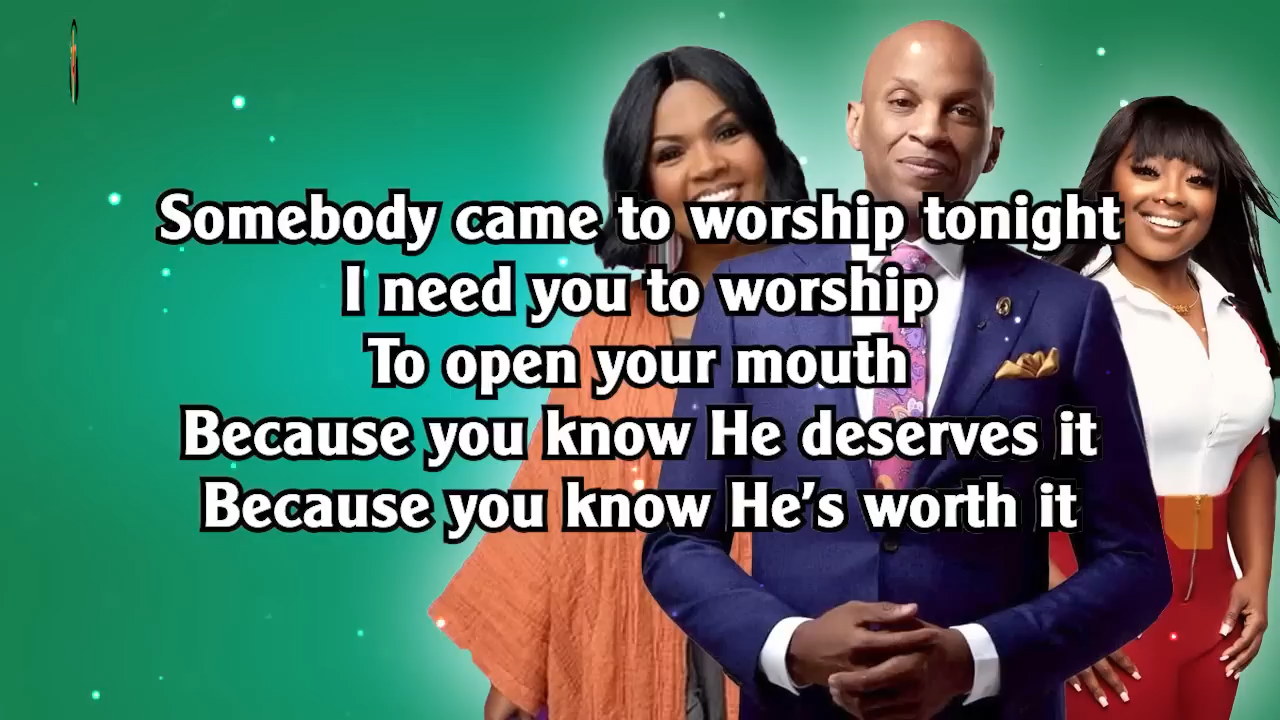 Somebody came to worship tonight
I need you to worship
To open your mouth
Because you know He deserves it
Because you know He's worth it